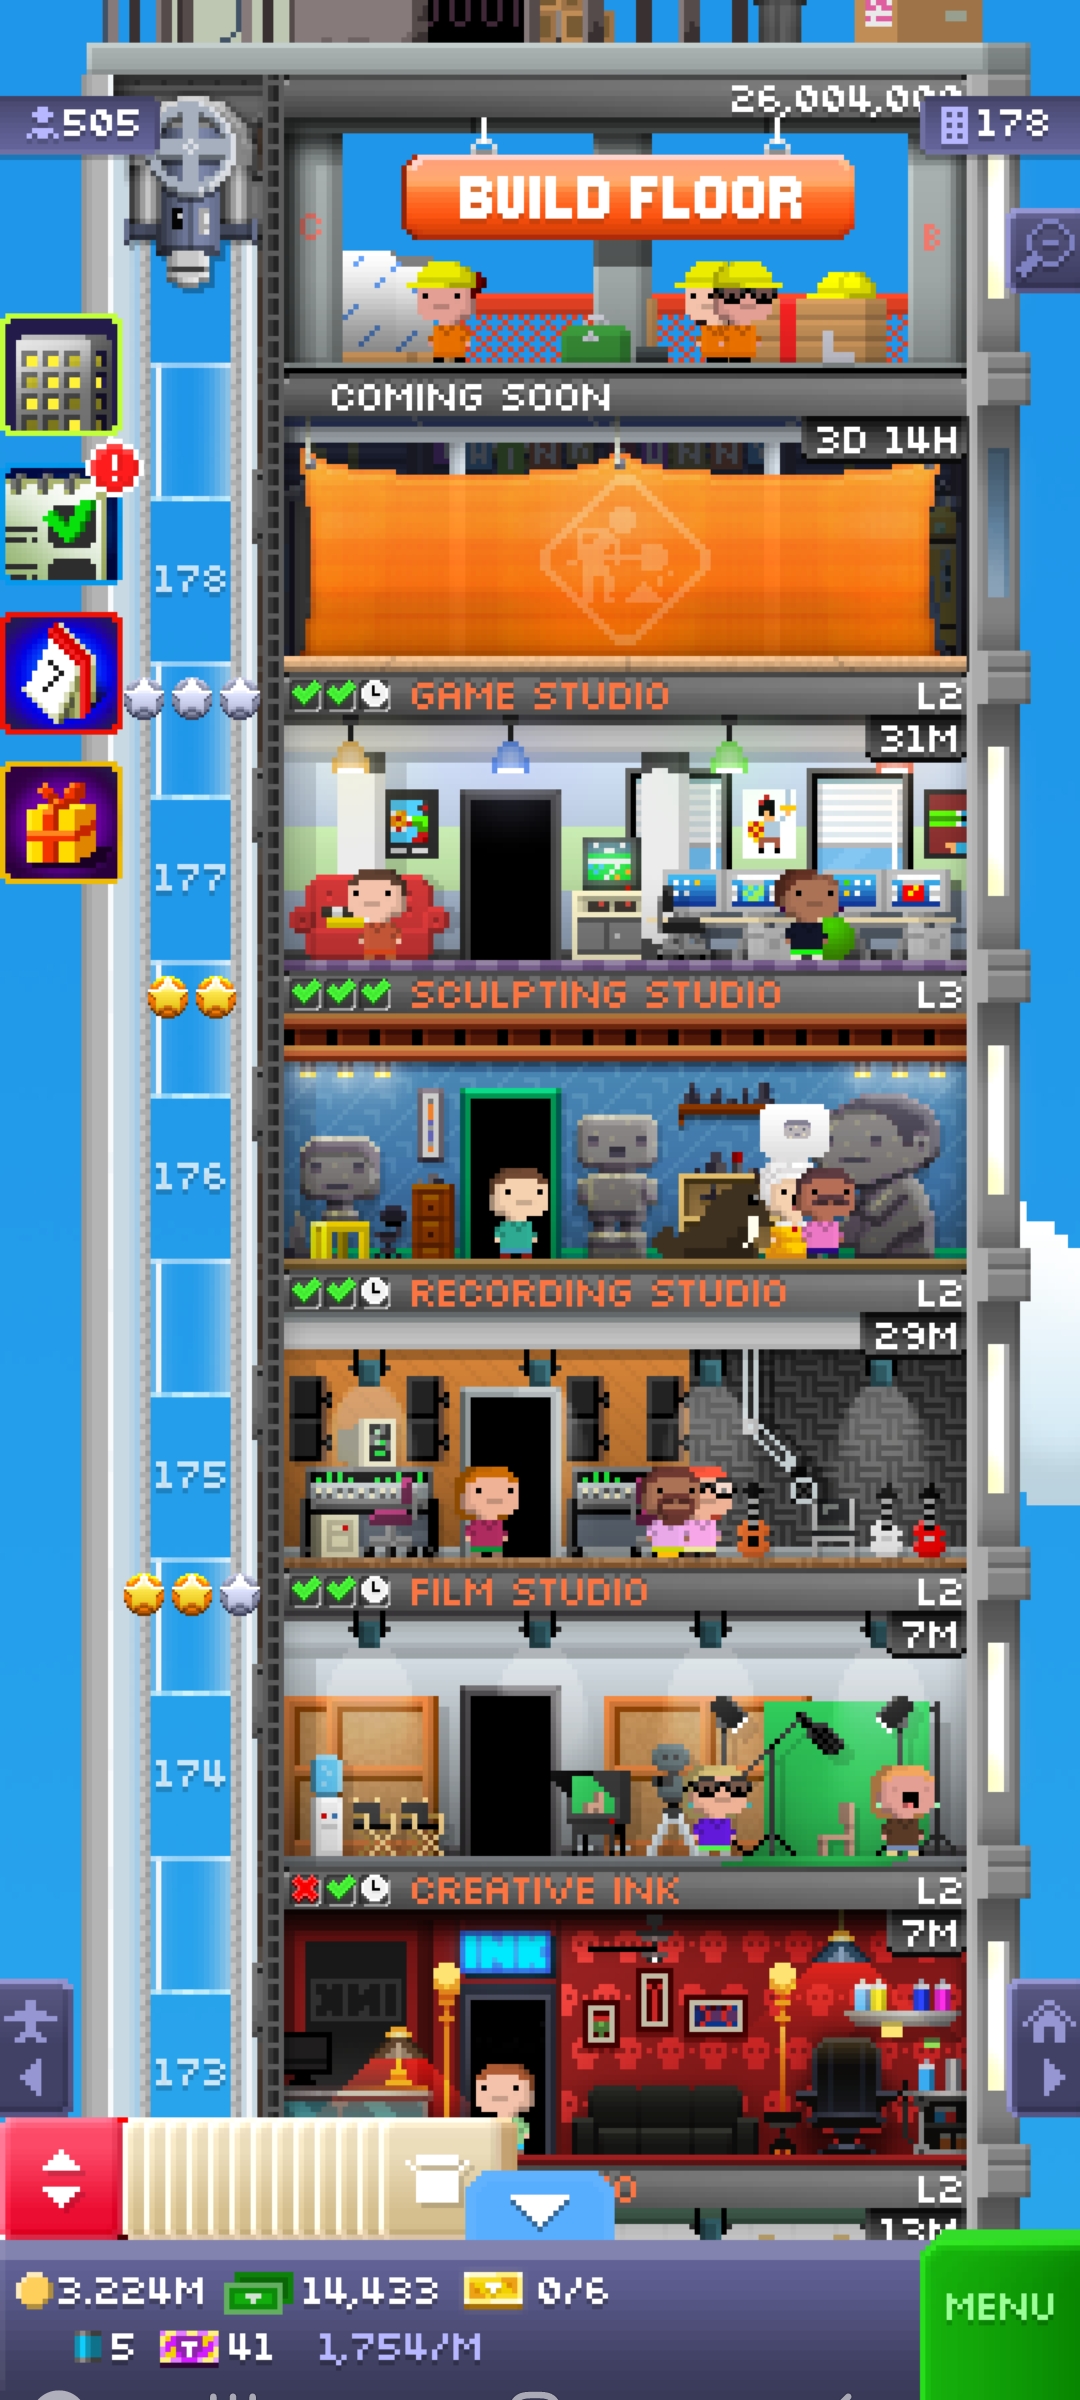 26,004,00
505
178
BUILD FLOOR
C
B
L
COMING SOON
3D 14H
178
GAME STUDIO
L2
31M
177
SCULPTING STUDIO
L3
176
RECORDING STUDIO
L2
29M
175
FILM STUDIO
L2
7M
174
CREATIVE INK
L2
7M
INK
173
O
L2
13M
3.224M
14,433
0/6
MENU
5
T
41
1,754/M